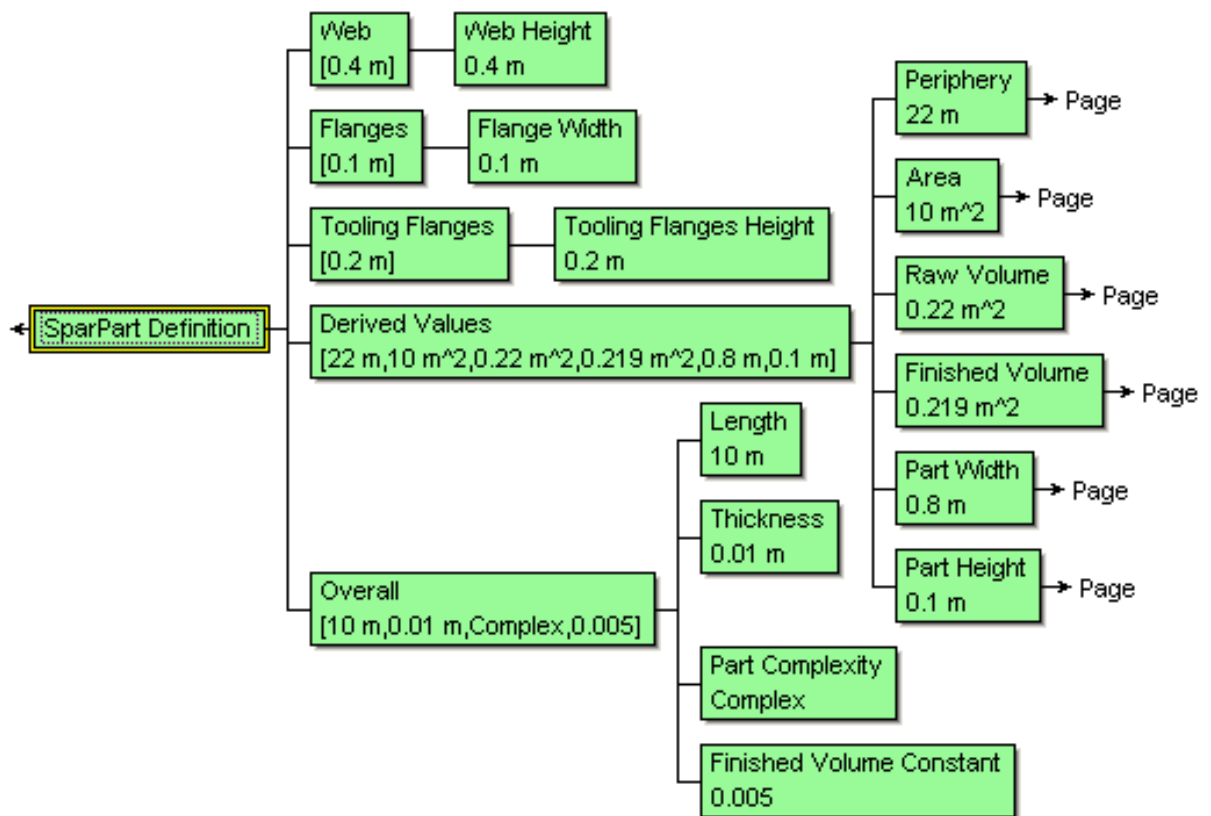 Web
[0.4 m]
Web Height
0.4 m
Flanges
[0.1 m]
Flange Width
0.1 m
Tooling Flanges
[0.2 m]
Tooling Flanges Height
0.2 m
SparPart Definition
Derived Values
[22 m,10 m^2,0.22 m^2,0.219 m^2,0.8 m,0.1 m]
Periphery
22 m
Page
Area
10 m^2
Page
Raw Volume
0.22 m^2
Page
Finished Volume
0.219 m^2
Page
Part Width
0.8 m
Page
Part Height
0.1 m
Page
Overall
[10 m,0.01 m,Complex,0.005]
Length
10 m
Thickness
0.01 m
Part Complexity
Complex
Finished Volume Constant
0.005